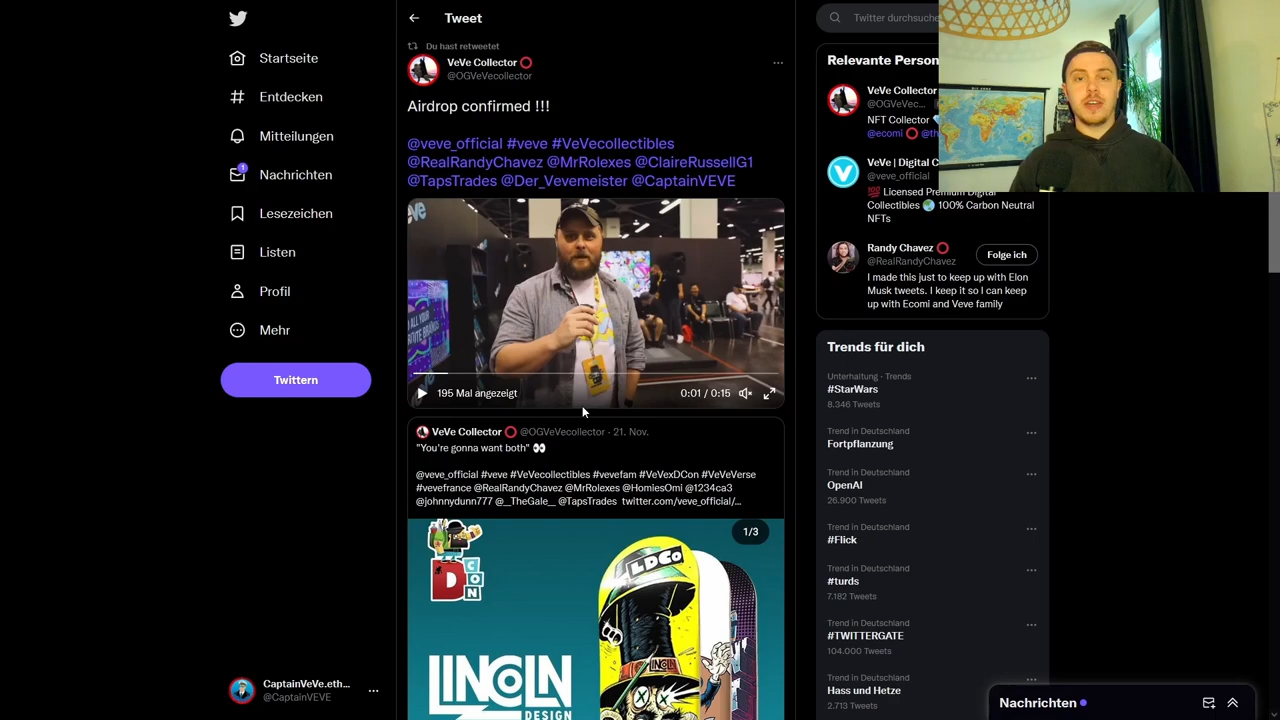 Tweet
Twitter durchsuche
Startseite
Entdecken
Mitteilungen
1
Nachrichten
Lesezeichen
Listen
Profil
Mehr
Twittern
CaptainVeVe.eth...
@CaptainVEVE
Du hast retweetet
VeVe Collector
@OGVeVecollector
Airdrop confirmed !!!
@veve_official #veve #VeVecollectibles
@RealRandyChavez @MrRolexes @ClaireRussellG1
@TapsTrades @Der_Vevemeister @CaptainVEVE
195 Mal angezeigt
0:01 / 0:15
VeVe Collector @OGVeVecollector · 21. Nov.
"You're gonna want both"
@veve_official #veve #VeVecollectibles #vevefam #VeVexDCon #VeVeVerse
#vevefrance @RealRandyChavez @MrRolexes @HomiesOmi @1234ca3
@johnnydunn777 @__TheGale__ @TapsTrades twitter.com/veve_official/...
1/3
D
CON
LDCo
LINCOLN
LINCOLN
DESIGN
Relevante Person
VeVe Collector
@OGVeVec...
NFT Collector
@ecomi @th
VeVe | Digital C
@veve_official
100 Licensed Premium Digital
Collectibles 100% Carbon Neutral
NFTs
Randy Chavez
@RealRandyChavez
Folge ich
I made this just to keep up with Elon
Musk tweets. I keep it so I can keep
up with Ecomi and Veve family
Trends für dich
Unterhaltung · Trends
#StarWars
8.346 Tweets
Trend in Deutschland
Fortpflanzung
Trend in Deutschland
OpenAI
26.900 Tweets
Trend in Deutschland
#Flick
Trend in Deutschland
#turds
7.182 Tweets
Trend in Deutschland
#TWITTERGATE
104.000 Tweets
Trend in Deutschland
Hass und Hetze
2.713 Tweets
Nachrichten